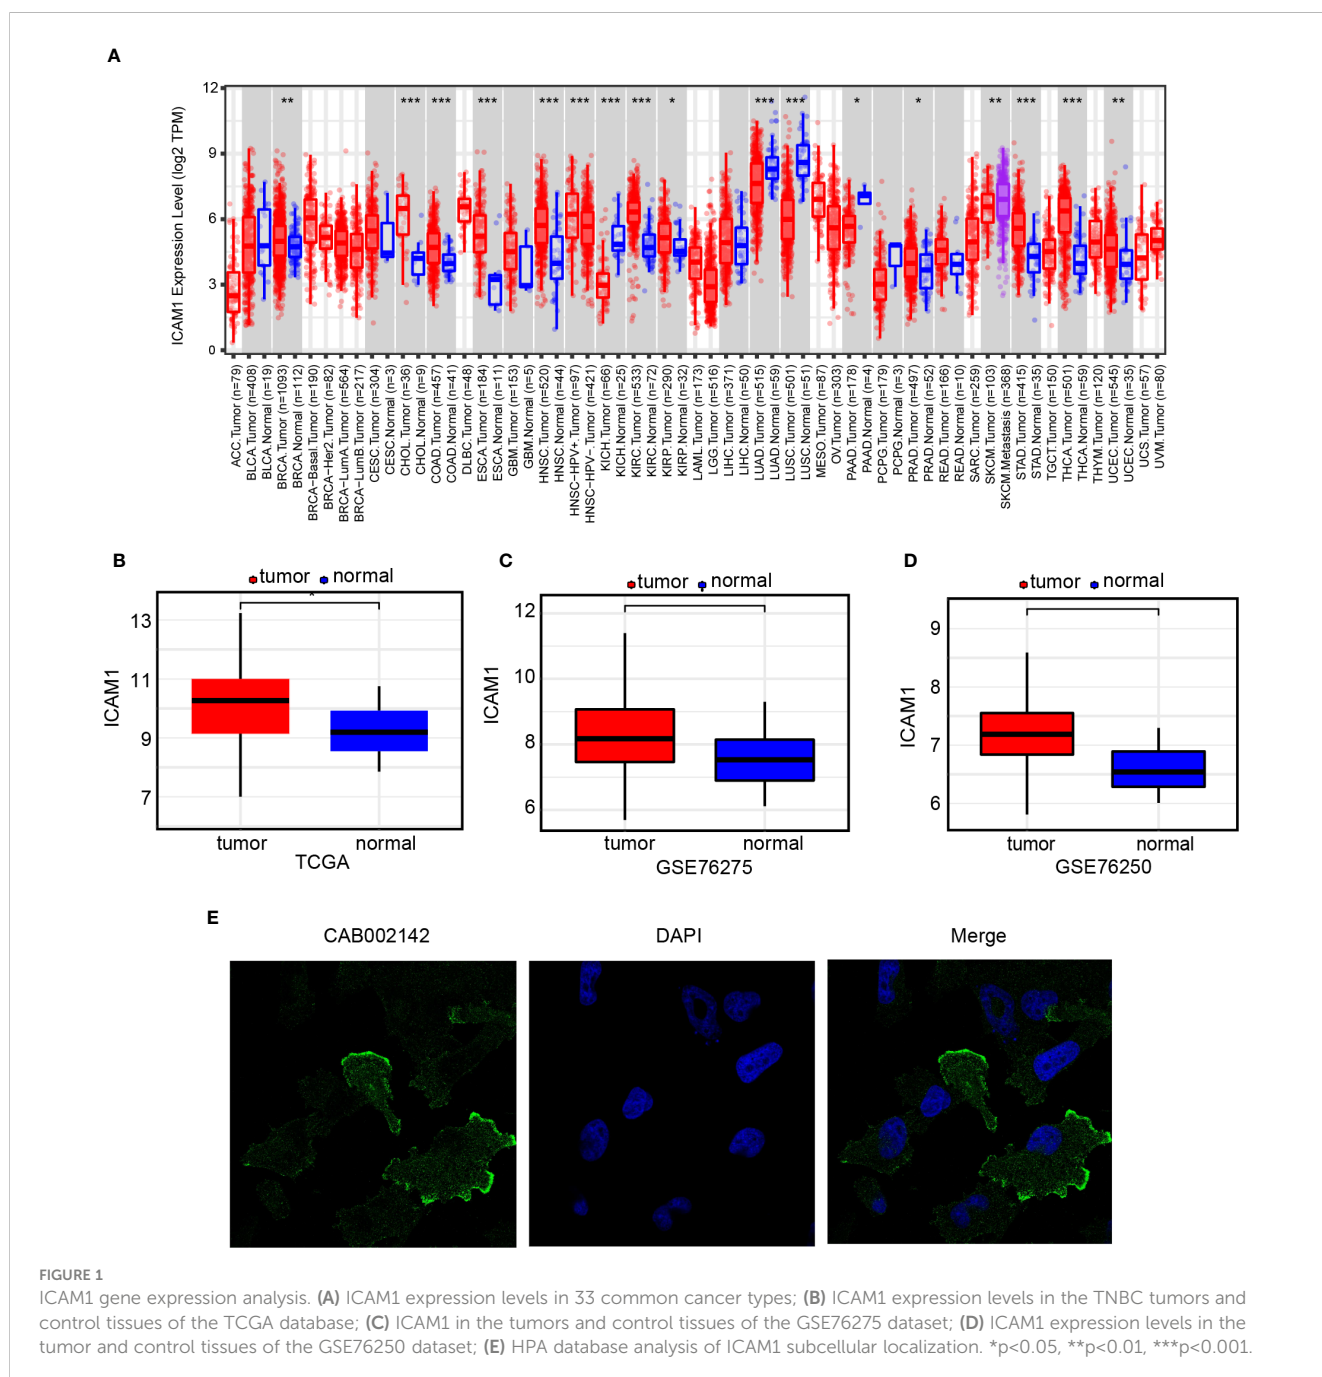 A
ICAM1 Expression Level (log2 TPM)
12
9
6
3
0
** *** *** *** *** *** *** *** * *** *** * * ** *** *** **
ACC.Tumor (n=79)
BLCA.Tumor (n=408)
BLCA.Normal (n=19)
BRCA.Tumor (n=1093)
BRCA.Normal (n=112)
BRCA−Basal.Tumor (n=190)
BRCA−Her2.Tumor (n=82)
BRCA−LumA.Tumor (n=564)
BRCA−LumB.Tumor (n=217)
CESC.Tumor (n=304)
CESC.Normal (n=3)
CHOL.Tumor (n=36)
CHOL.Normal (n=9)
COAD.Tumor (n=457)
COAD.Normal (n=41)
DLBC.Tumor (n=48)
ESCA.Tumor (n=184)
ESCA.Normal (n=11)
GBM.Tumor (n=153)
GBM.Normal (n=5)
HNSC.Tumor (n=520)
HNSC.Normal (n=44)
HNSC−HPV+.Tumor (n=97)
HNSC−HPV−.Tumor (n=421)
KICH.Tumor (n=66)
KICH.Normal (n=25)
KIRC.Tumor (n=533)
KIRC.Normal (n=72)
KIRP.Tumor (n=290)
KIRP.Normal (n=32)
LAML.Tumor (n=173)
LGG.Tumor (n=516)
LIHC.Tumor (n=371)
LIHC.Normal (n=50)
LUAD.Tumor (n=515)
LUAD.Normal (n=59)
LUSC.Tumor (n=501)
LUSC.Normal (n=51)
MESO.Tumor (n=87)
OV.Tumor (n=303)
PAAD.Tumor (n=178)
PAAD.Normal (n=4)
PCPG.Tumor (n=179)
PCPG.Normal (n=3)
PRAD.Tumor (n=497)
PRAD.Normal (n=52)
READ.Tumor (n=166)
READ.Normal (n=10)
SARC.Tumor (n=259)
SKCM.Tumor (n=103)
SKCM.Metastasis (n=368)
STAD.Tumor (n=415)
STAD.Normal (n=35)
TGCT.Tumor (n=150)
THCA.Tumor (n=501)
THCA.Normal (n=59)
THYM.Tumor (n=120)
UCEC.Tumor (n=545)
UCEC.Normal (n=35)
UCS.Tumor (n=57)
UVM.Tumor (n=80)
B
tumor normal
*
ICAM1
13
11
9
7
tumor normal
TCGA
C
tumor normal
ICAM1
12
10
8
6
tumor normal
GSE76275
D
tumor normal
ICAM1
9
8
7
6
tumor normal
GSE76250
E
CAB002142 DAPI Merge
FIGURE 1
ICAM1 gene expression analysis. (A) ICAM1 expression levels in 33 common cancer types; (B) ICAM1 expression levels in the TNBC tumors and
control tissues of the TCGA database; (C) ICAM1 in the tumors and control tissues of the GSE76275 dataset; (D) ICAM1 expression levels in the
tumor and control tissues of the GSE76250 dataset; (E) HPA database analysis of ICAM1 subcellular localization. *p<0.05, **p<0.01, ***p<0.001.